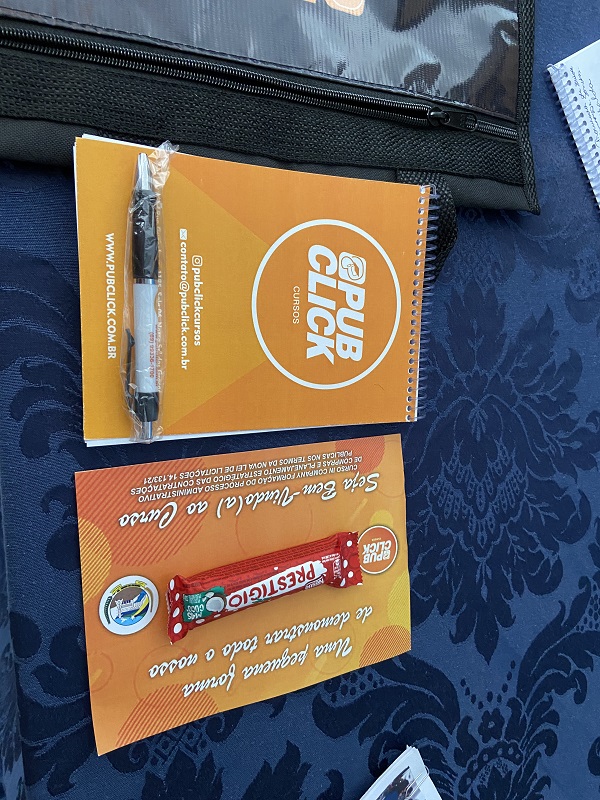 PUB
CLICK
CURSOS
pubclickcursos
contato@pubclick.com.br
WWW.PUBCLICK.COM.BR
Seja Bem-Vindo(a) ao Curso
CURSO IN COMPANY FORMAÇÃO DO PROCESSO ADMINISTRATIVO
DE COMPRAS E PLANEJAMENTO ESTRATÉGICO DAS CONTRATAÇÕES
PÚBLICAS NOS TERMOS DA NOVA LEI DE LICITAÇÕES 14.133/21
PUB
CLICK
PRESTIGIO
Uma pequena forma
de demonstrar todo o nosso